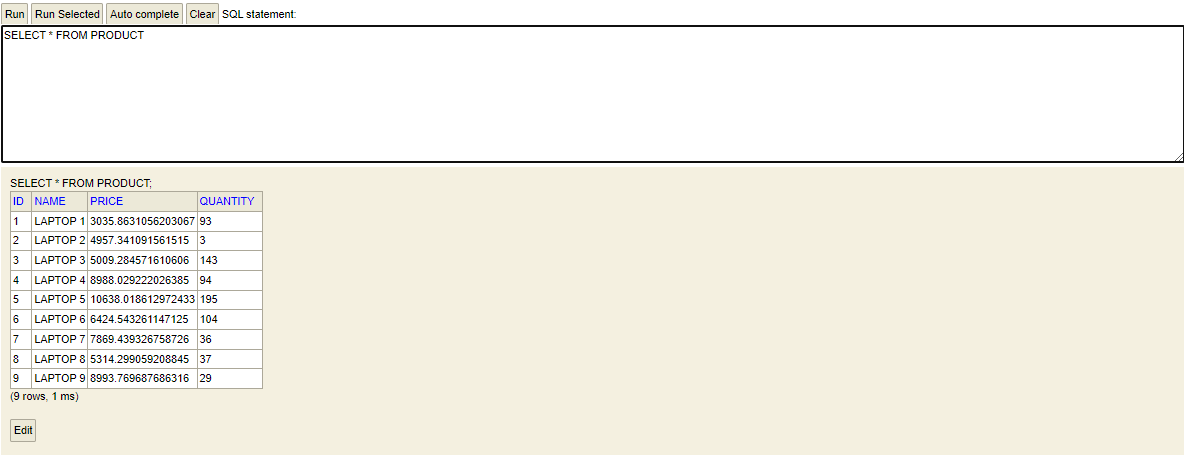 Run Run Selected Auto complete Clear SQL statement:
SELECT * FROM PRODUCT
SELECT * FROM PRODUCT;
ID NAME PRICE QUANTITY
1 LAPTOP 1 3035.8631056203067 93
2 LAPTOP 2 4957.341091561515 3
3 LAPTOP 3 5009.284571610606 143
4 LAPTOP 4 8988.029222026385 94
5 LAPTOP 5 10638.018612972433 195
6 LAPTOP 6 6424.543261147125 104
7 LAPTOP 7 7869.439326758726 36
8 LAPTOP 8 5314.299059208845 37
9 LAPTOP 9 8993.769687686316 29
(9 rows, 1 ms)
Edit